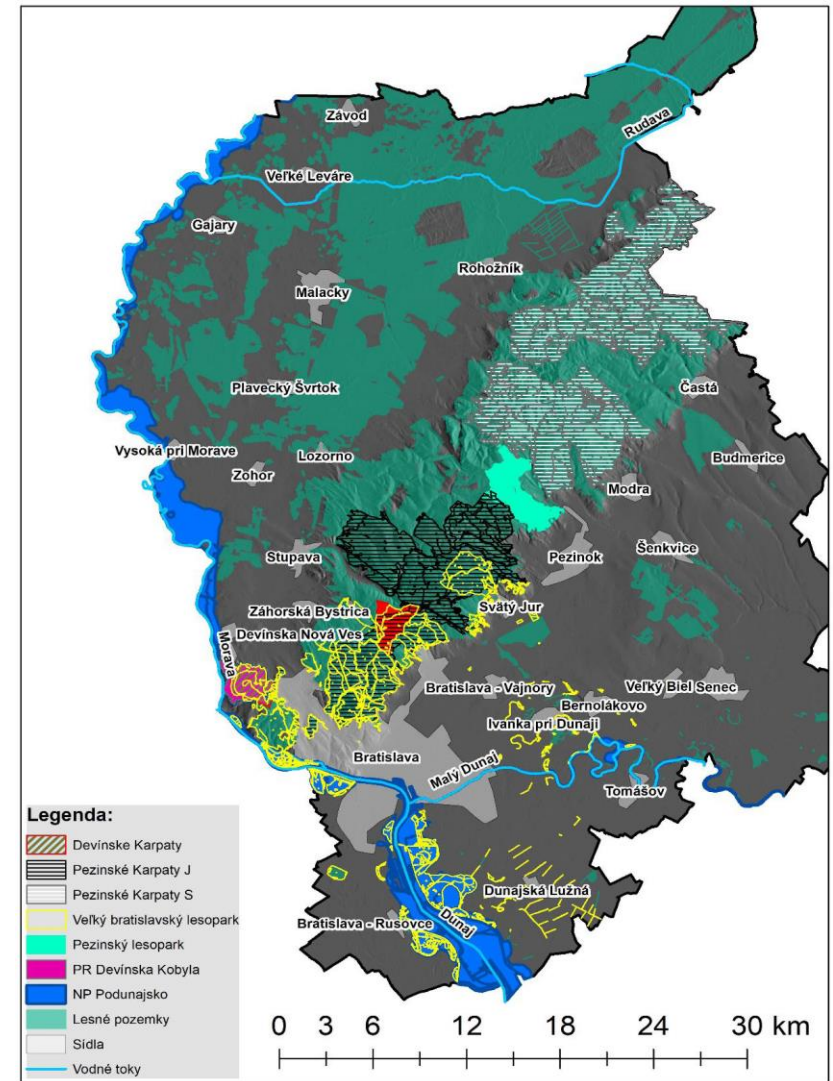 Závod
Rudava
Veľké Leváre
Gajary
Rohožník
Malacky
Plavecký Švrtok
Častá
Vysoká pri Morave
Lozorno
Budmerice
Zohor
Modra
Stupava
Pezinok
Šenkvice
Záhorská Bystrica
Svätý Jur
Devínska Nová Ves
Morava
Bratislava - Vajnory
Veľký Biel Senec
Bernolákovo
Ivanka pri Dunaji
Bratislava
Malý Dunaj
Tomášov
Dunajská Lužná
Dunaj
Bratislava - Rusovce
Legenda:
Devínske Karpaty
Pezinské Karpaty J
Pezinské Karpaty S
Veľký bratislavský lesopark
Pezinský lesopark
PR Devínska Kobyla
NP Podunajsko
Lesné pozemky
Sídla
Vodné toky
0 3 6 12 18 24 30 km